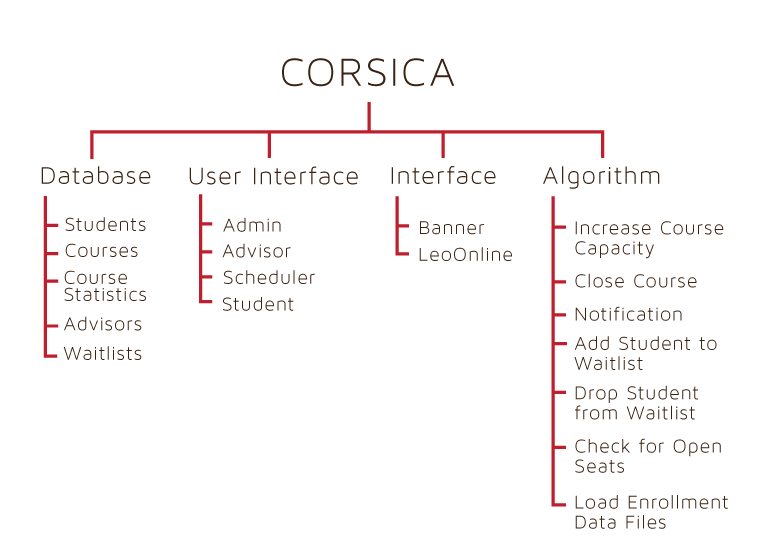 CORSICA
Database
Students
Courses
Course
Statistics
Advisors
Waitlists
User Interface
Admin
Advisor
Scheduler
Student
Interface
Banner
LeoOnline
Algorithm
Increase Course
Capacity
Close Course
Notification
Add Student to
Waitlist
Drop Student
from Waitlist
Check for Open
Seats
Load Enrollment
Data Files